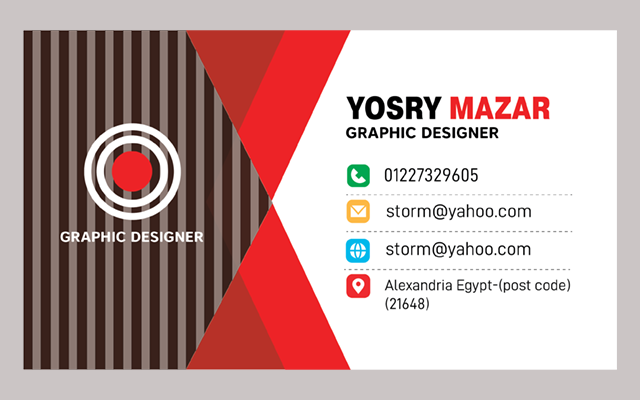 GRAPHIC DESIGNER
YOSRY MAZAR
GRAPHIC DESIGNER
01227329605
storm@yahoo.com
storm@yahoo.com
Alexandria Egypt-(post code)
(21648)